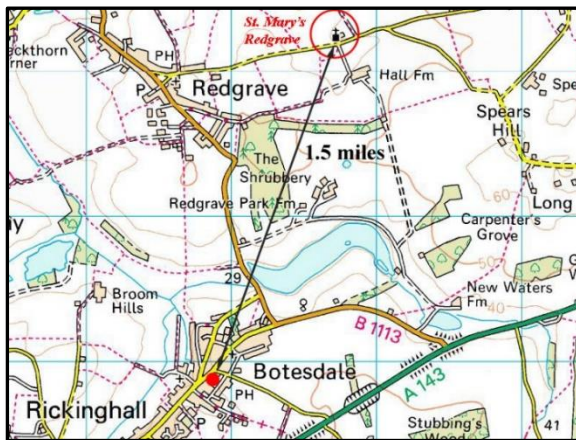 St. Mary's
Redgrave
PH
P
Redgrave
Hall Fm
Spears
Hill
The
Shrubbery
1.5 miles
60
Long
Redgrave Park Fm
Carpenter's
Grove
50
29
New Waters
Fm
40
Broom
Hills
B 1113
Botesdale
A 143
PH
Rickinghall
P
Stubbing's
Wood
41